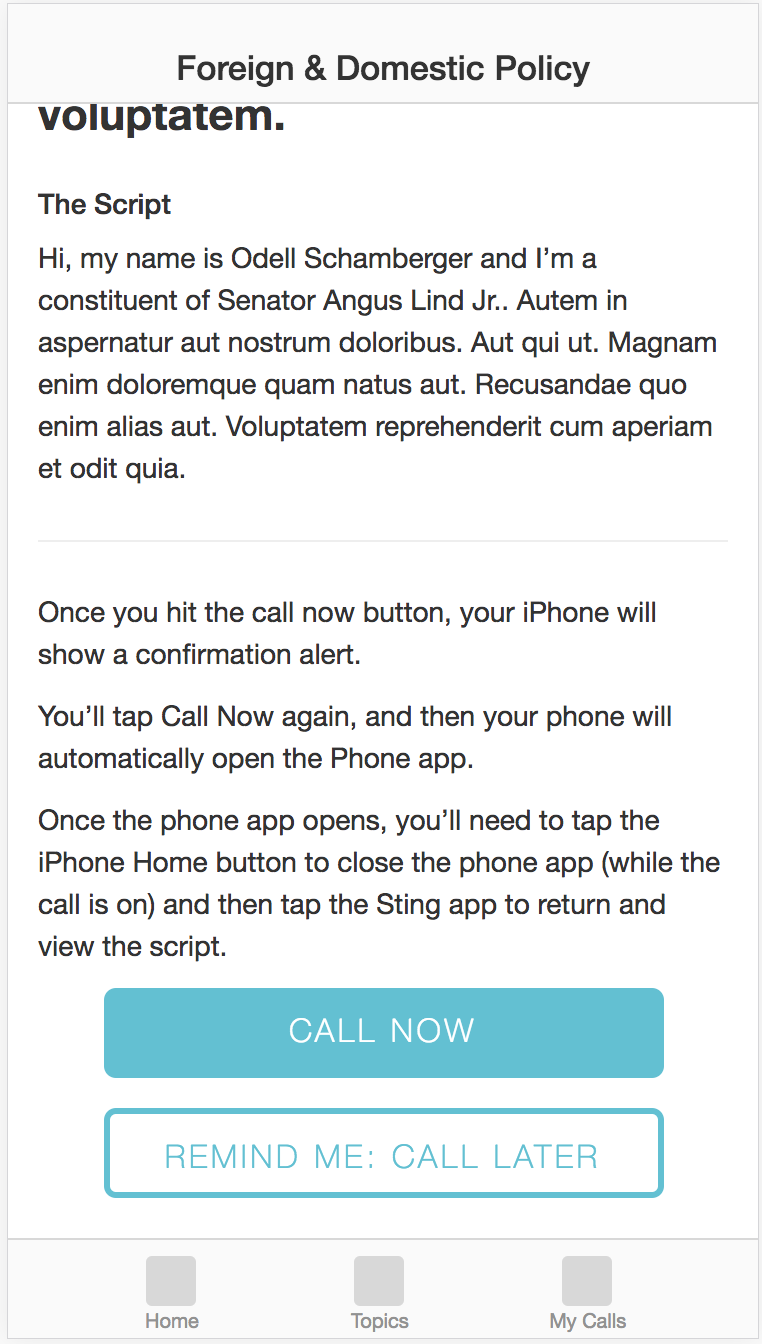 Foreign & Domestic Policy
voluptatem.
The Script
Hi, my name is Odell Schamberger and I’m a
constituent of Senator Angus Lind Jr.. Autem in
aspernatur aut nostrum doloribus. Aut qui ut. Magnam
enim doloremque quam natus aut. Recusandae quo
enim alias aut. Voluptatem reprehenderit cum aperiam
et odit quia.
Once you hit the call now button, your iPhone will
show a confirmation alert.
You’ll tap Call Now again, and then your phone will
automatically open the Phone app.
Once the phone app opens, you’ll need to tap the
iPhone Home button to close the phone app (while the
call is on) and then tap the Sting app to return and
view the script.
CALL NOW
REMIND ME: CALL LATER
Home Topics My Calls